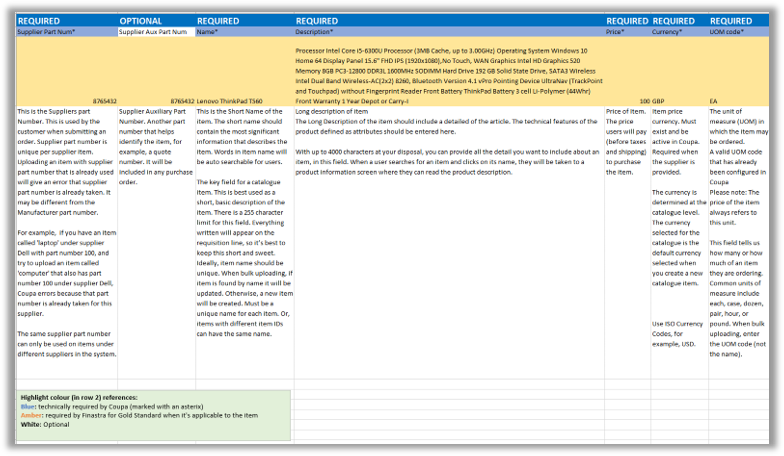 REQUIRED OPTIONAL REQUIRED REQUIRED REQUIRED REQUIRED REQUIRED
Supplier Part Num* Supplier Aux Part Num Name* Description* Price* Currency* UOM code*
Processor Intel Core i5-6300U Processor (3MB Cache, up to 3.00GHz) Operating System Windows 10
Home 64 Display Panel 15.6" FHD IPS (1920x1080),No Touch, WAN Graphics Intel HD Graphics 520
Memory 8GB PC3-12800 DDR3L 1600MHz SODIMM Hard Drive 192 GB Solid State Drive, SATA3 Wireless
Intel Dual Band Wireless-AC(2x2) 8260, Bluetooth Version 4.1 vPro Pointing Device UltraNav (TrackPoint
and Touchpad) without Fingerprint Reader Front Battery ThinkPad Battery 3 cell Li-Polymer (44Whr)
8765432 8765432 Lenovo ThinkPad T560 Front Warranty 1 Year Depot or Carry-I 100 GBP EA
This is the Suppliers part
Number. This is used by the
customer when submitting an
order. Supplier part number is
unique per supplier item.
Uploading an item with supplier
part number that is already used
will give an error that supplier
part number is already taken. It
may be different from the
Manufacturer part number.
For example, if you have an item
called 'laptop' under supplier
Dell with part number 100, and
try to upload an item called
'computer' that also has part
number 100 under supplier Dell,
Coupa errors because that part
number is already taken for this
supplier.
The same supplier part number
can only be used on items under
different suppliers in the system.
Supplier Auxiliary Part
Number. Another part
number that helps
identify the item, for
example, a quote
number. It will be
included in any purchase
order.
This is the Short Name of the
item. The short name should
contain the most significant
information that describes the
item. Words in item name will
be auto searchable for users.
The key field for a catalogue
item. This is best used as a
short, basic description of the
item. There is a 255 character
limit for this field. Everything
written will appear on the
requisition line, so it's best to
keep this short and sweet.
Ideally, item name should be
unique. When bulk uploading, if
item is found by name it will be
updated. Otherwise, a new item
will be created. Must be a
unique name for each item. Or,
items with different item IDs
can have the same name.
Long description of item
The Long Description of the item should include a detailed of the article. The technical features of the
product defined as attributes should be entered here.
With up to 4000 characters at your disposal, you can provide all the detail you want to include about an
item, in this field. When a user searches for an item and clicks on its name, they will be taken to a
product information screen where they can read the product description.
Price of Item.
The price
users will pay
(before taxes
and shipping)
to purchase
the item.
Item price
currency. Must
exist and be
active in Coupa.
Required when
the supplier is
provided.
The currency is
determined at the
catalogue level.
The currency
selected for the
catalogue is the
default currency
selected when
you create a new
catalogue item.
Use ISO Currency
Codes, for
example, USD.
The unit of
measure (UOM) in
which the item may
be ordered.
A valid UOM code
that has already
been configured in
Coupa
Please note: The
price of the item
always refers to
this unit.
This field tells us
how many or how
much of an item
they are ordering.
Common units of
measure include
each, case, dozen,
pair, hour, or
pound. When bulk
uploading, enter
the UOM code (not
the name).
Highlight colour (in row 2) references:
Blue: technically required by Coupa (marked with an asterix)
Amber: required by Finastra for Gold Standard when it's applicable to the item
White: Optional